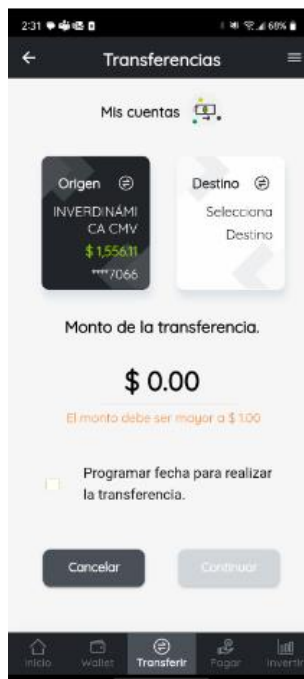 2:31
68%
Transferencias
Mis cuentas
Origen
INVERDINÁMI
CA CMV
$1,556.11
****7066
Destino
Selecciona
Destino
Monto de la transferencia.
$ 0.00
El monto debe ser mayor a $ 1.00
Programar fecha para realizar
la transferencia.
Cancelar
Continuar
Inicio
Wallet
Transferir
Pagar
Invertir